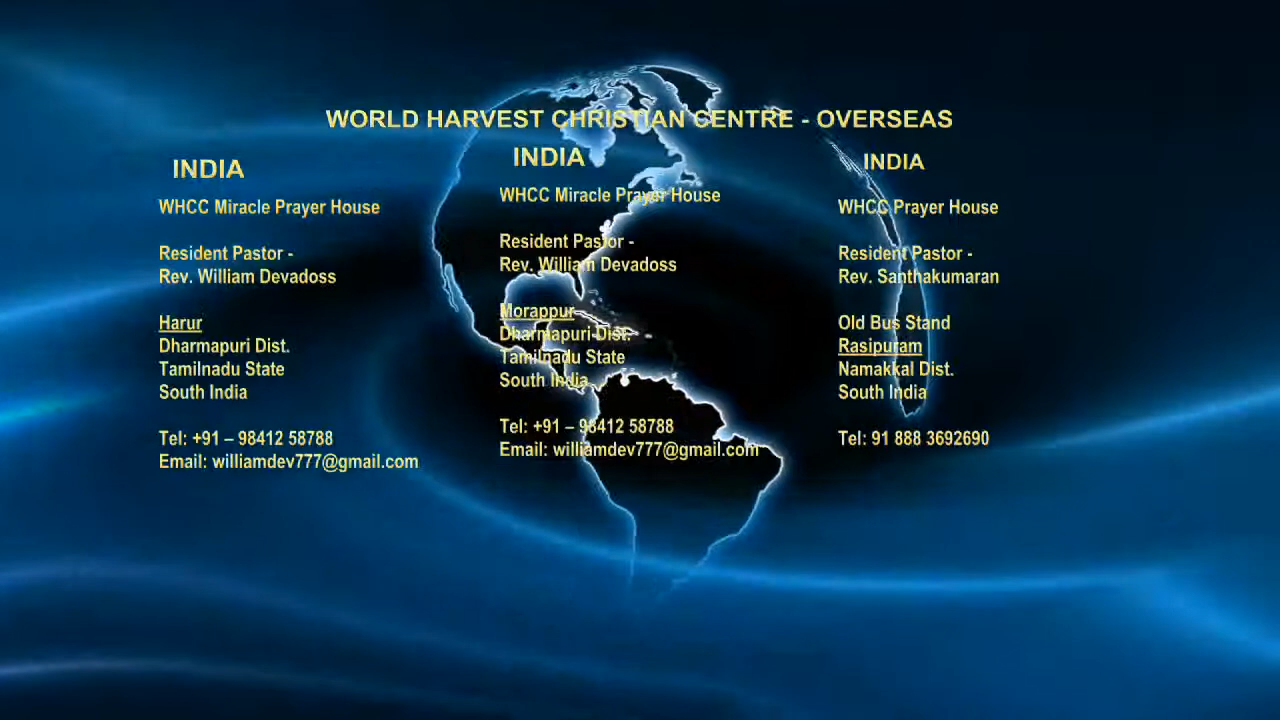 WORLD HARVEST CHRISTIAN CENTRE - OVERSEAS
INDIA
WHCC Miracle Prayer House
Resident Pastor -
Rev. William Devadoss
Harur
Dharmapuri Dist.
Tamilnadu State
South India
Tel: +91 – 98412 58788
Email: williamdev777@gmail.com
INDIA
WHCC Miracle Prayer House
Resident Pastor -
Rev. William Devadoss
Morappur
Dharmapuri Dist.
Tamilnadu State
South India
Tel: +91 – 98412 58788
Email: williamdev777@gmail.com
INDIA
WHCC Prayer House
Resident Pastor -
Rev. Santhakumaran
Old Bus Stand
Rasipuram
Namakkal Dist.
South India
Tel: 91 888 3692690